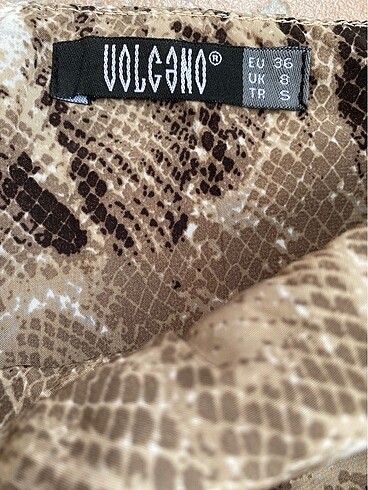 VOLCANO®
EU 36
UK 8
TR S